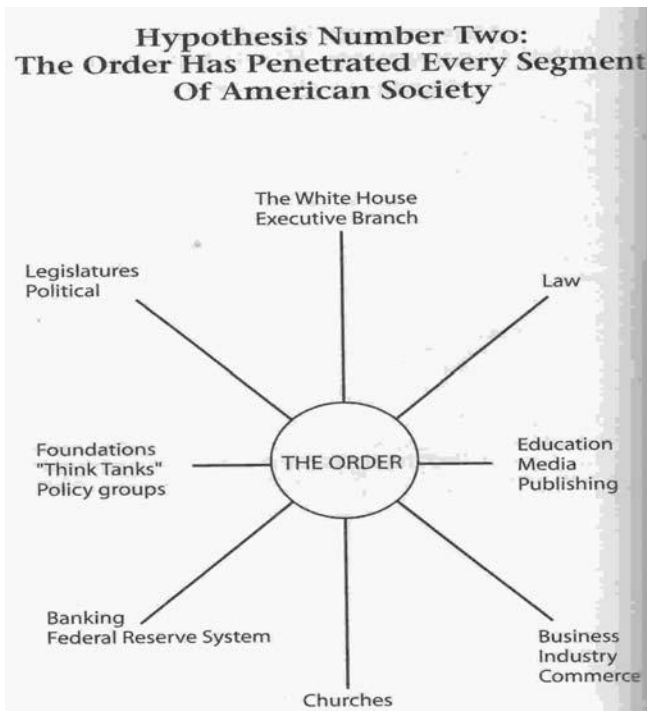 Hypothesis Number Two:
The Order Has Penetrated Every Segment
Of American Society
The White House
Executive Branch
Legislatures
Political
Law
Foundations
"Think Tanks"
Policy groups
THE ORDER
Education
Media
Publishing
Banking
Federal Reserve System
Business
Industry
Commerce
Churches